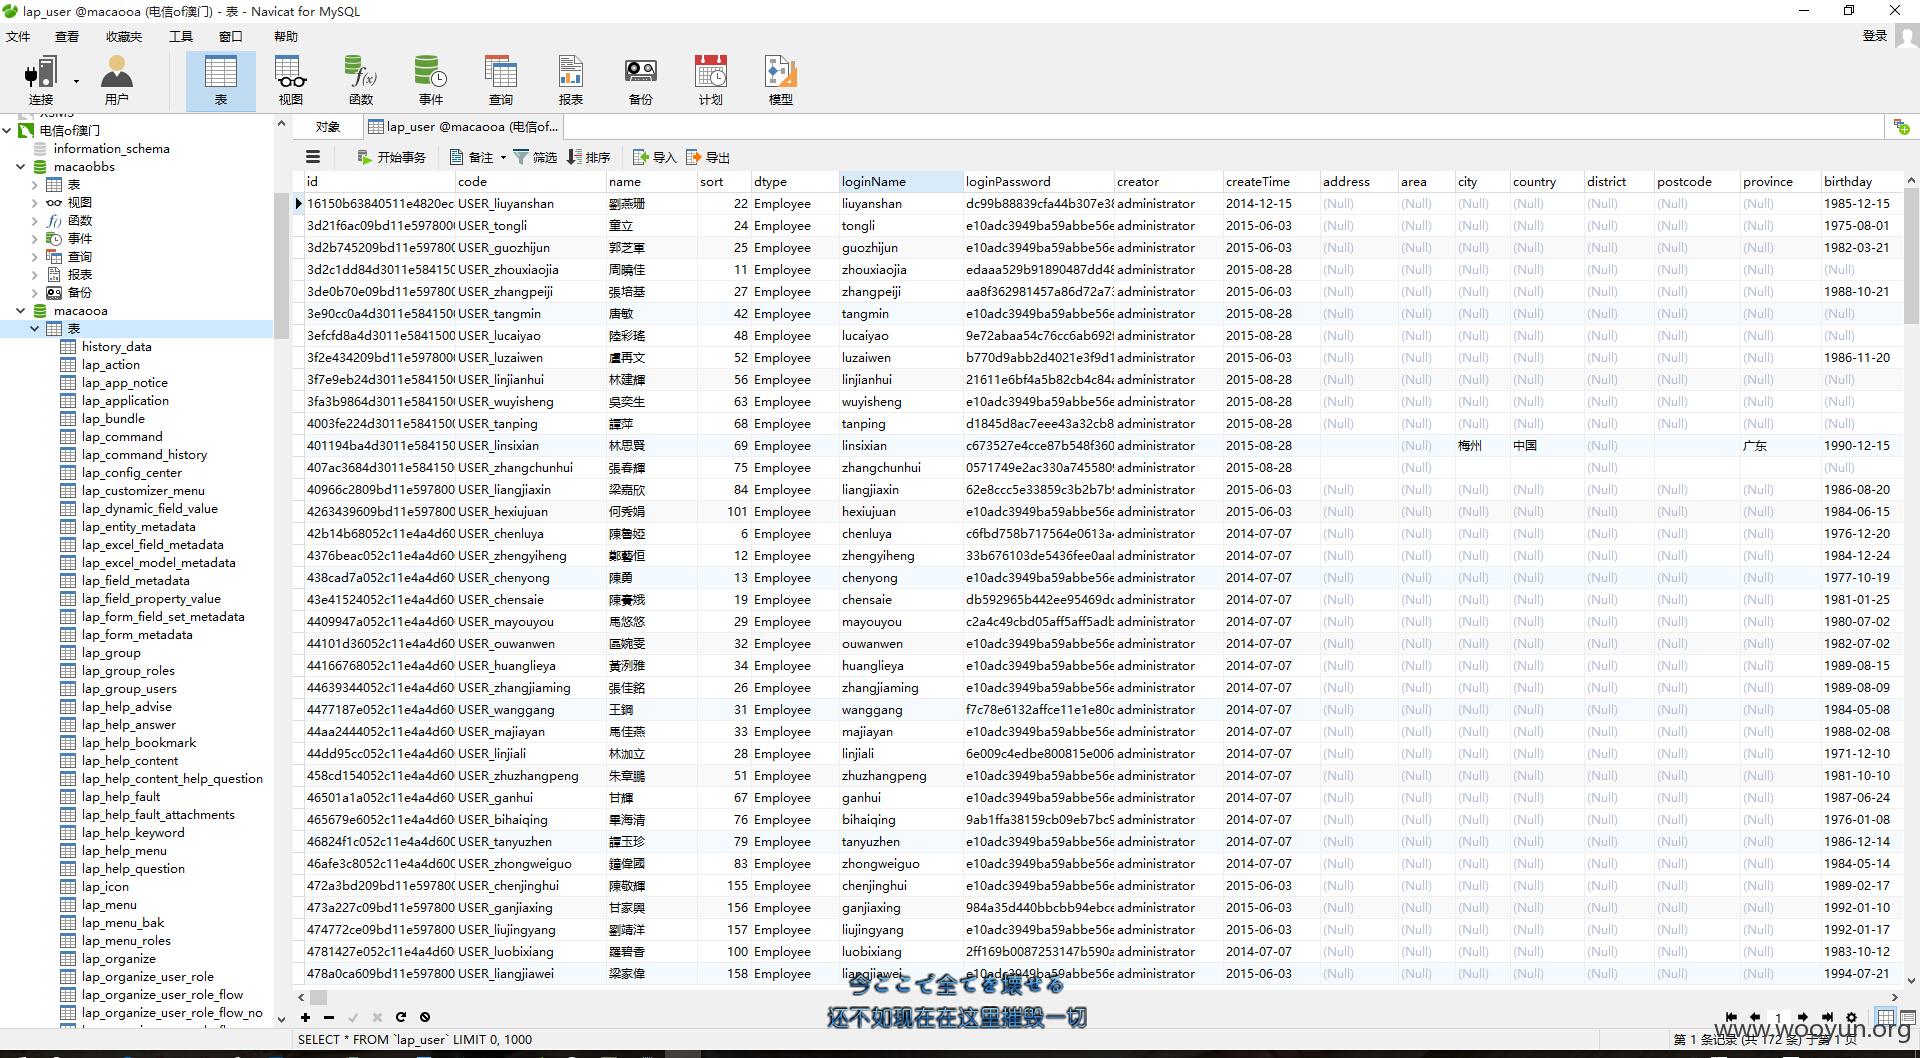 lap_user @macaooa (电信of澳门) - 表 - Navicat for MySQL
文件 查看 收藏夹 工具 窗口 帮助 登录
连接 用户 表 视图 函数 事件 查询 报表 备份 计划 模型
电信of澳门
information_schema
macaobbs
表
视图
函数
事件
查询
报表
备份
macaooa
表
history_data
lap_action
lap_app_notice
lap_application
lap_bundle
lap_command
lap_command_history
lap_config_center
lap_customizer_menu
lap_dynamic_field_value
lap_entity_metadata
lap_excel_field_metadata
lap_excel_model_metadata
lap_field_metadata
lap_field_property_value
lap_form_field_set_metadata
lap_form_metadata
lap_group
lap_group_roles
lap_group_users
lap_help_advise
lap_help_answer
lap_help_bookmark
lap_help_content
lap_help_content_help_question
lap_help_fault
lap_help_fault_attachments
lap_help_keyword
lap_help_menu
lap_help_question
lap_icon
lap_menu
lap_menu_bak
lap_menu_roles
lap_organize
lap_organize_user_role
lap_organize_user_role_flow
lap_organize_user_role_flow_no
对象 lap_user @macaooa (电信of...
开始事务 备注 筛选 排序 导入 导出
id code name sort dtype loginName loginPassword creator createTime address area city country district postcode province birthday
16150b63840511e4820ec USER_liuyanshan 劉燕珊 22 Employee liuyanshan dc99b88839cfa44b307e38 administrator 2014-12-15 (Null) (Null) (Null) (Null) (Null) (Null) (Null) 1985-12-15
3d21f6ac09bd11e597800 USER_tongli 童立 24 Employee tongli e10adc3949ba59abbe56e administrator 2015-06-03 (Null) (Null) (Null) (Null) (Null) (Null) (Null) 1975-08-01
3d2b745209bd11e597800 USER_guozhijun 郭芝軍 25 Employee guozhijun e10adc3949ba59abbe56e administrator 2015-06-03 (Null) (Null) (Null) (Null) (Null) (Null) (Null) 1982-03-21
3d2c1dd84d3011e584150 USER_zhouxiaojia 周曉佳 11 Employee zhouxiaojia edaaa529b91890487dd48 administrator 2015-08-28 (Null) (Null) (Null) (Null) (Null) (Null) (Null) (Null)
3de0b70e09bd11e597800 USER_zhangpeiji 張培基 27 Employee zhangpeiji aa8f362981457a86d72a73 administrator 2015-06-03 (Null) (Null) (Null) (Null) (Null) (Null) (Null) 1988-10-21
3e90cc0a4d3011e584150 USER_tangmin 唐敏 42 Employee tangmin e10adc3949ba59abbe56e administrator 2015-08-28 (Null) (Null) (Null) (Null) (Null) (Null) (Null) (Null)
3efcfd8a4d3011e584150 USER_lucaiyao 陸彩瑤 48 Employee lucaiyao 9e72abaa54c76cc6ab692 administrator 2015-08-28 (Null) (Null) (Null) (Null) (Null) (Null) (Null) (Null)
3f2e434209bd11e597800 USER_luzaiwen 盧再文 52 Employee luzaiwen b770d9abb2d4021e3f9d1 administrator 2015-06-03 (Null) (Null) (Null) (Null) (Null) (Null) (Null) 1986-11-20
3f7e9eb24d3011e584150 USER_linjianhui 林建輝 56 Employee linjianhui 21611e6bf4a5b82cb4c84a administrator 2015-08-28 (Null) (Null) (Null) (Null) (Null) (Null) (Null) (Null)
3fa3b9864d3011e584150 USER_wuyisheng 吳奕生 63 Employee wuyisheng e10adc3949ba59abbe56e administrator 2015-08-28 (Null) (Null) (Null) (Null) (Null) (Null) (Null) (Null)
4003fe224d3011e584150 USER_tanping 譚萍 68 Employee tanping d1845d8ac7eee43a32cb8 administrator 2015-08-28 (Null) (Null) (Null) (Null) (Null) (Null) (Null) (Null)
401194ba4d3011e584150 USER_linsixian 林思賢 69 Employee linsixian c673527e4cce87b548f360 administrator 2015-08-28 (Null) 梅州 中国 (Null) 广东 1990-12-15
407ac3684d3011e584150 USER_zhangchunhui 張春輝 75 Employee zhangchunhui 0571749e2ac330a745580 administrator 2015-08-28 (Null) (Null) (Null)
40966c2809bd11e597800 USER_liangjiaxin 梁嘉欣 84 Employee liangjiaxin 62e8ccc5e33859c3b2b7b administrator 2015-06-03 (Null) (Null) (Null) (Null) (Null) (Null) (Null) 1986-08-20
4263439609bd11e597800 USER_hexiujuan 何秀娟 101 Employee hexiujuan e10adc3949ba59abbe56e administrator 2015-06-03 (Null) (Null) (Null) (Null) (Null) (Null) (Null) 1984-06-15
42b14b68052c11e4a4d60 USER_chenluya 陳魯婭 6 Employee chenluya c6fbd758b717564e0613a administrator 2014-07-07 (Null) (Null) (Null) (Null) (Null) (Null) (Null) 1976-12-20
4376beac052c11e4a4d60 USER_zhengyiheng 鄭藝恒 12 Employee zhengyiheng 33b676103de5436fee0aa administrator 2014-07-07 (Null) (Null) (Null) (Null) (Null) (Null) (Null) 1984-12-24
438cad7a052c11e4a4d60 USER_chenyong 陳勇 13 Employee chenyong e10adc3949ba59abbe56e administrator 2014-07-07 (Null) (Null) (Null) (Null) (Null) (Null) (Null) 1977-10-19
43e41524052c11e4a4d60 USER_chensaie 陳賽娥 19 Employee chensaie db592965b442ee95469dc administrator 2014-07-07 (Null) (Null) (Null) (Null) (Null) (Null) (Null) 1981-01-25
4409947a052c11e4a4d60 USER_mayouyou 馬悠悠 29 Employee mayouyou c2a4c49cbd05aff5aff5adb administrator 2014-07-07 (Null) (Null) (Null) (Null) (Null) (Null) (Null) 1980-07-02
44101d36052c11e4a4d60 USER_ouwanwen 區婉雯 32 Employee ouwanwen e10adc3949ba59abbe56e administrator 2014-07-07 (Null) (Null) (Null) (Null) (Null) (Null) (Null) 1982-07-02
44166768052c11e4a4d60 USER_huanglieya 黃洌雅 34 Employee huanglieya e10adc3949ba59abbe56e administrator 2014-07-07 (Null) (Null) (Null) (Null) (Null) (Null) (Null) 1989-08-15
44639344052c11e4a4d60 USER_zhangjiaming 張佳銘 26 Employee zhangjiaming e10adc3949ba59abbe56e administrator 2014-07-07 (Null) (Null) (Null) (Null) (Null) (Null) (Null) 1989-08-09
4477187e052c11e4a4d60 USER_wanggang 王鋼 31 Employee wanggang f7c78e6132affce11e1e80c administrator 2014-07-07 (Null) (Null) (Null) (Null) (Null) (Null) (Null) 1984-05-08
44aa2444052c11e4a4d60 USER_majiayan 馬佳燕 33 Employee majiayan e10adc3949ba59abbe56e administrator 2014-07-07 (Null) (Null) (Null) (Null) (Null) (Null) (Null) 1988-02-08
44dd95cc052c11e4a4d60 USER_linjiali 林泇立 28 Employee linjiali 6e009c4edbe800815e006 administrator 2014-07-07 (Null) (Null) (Null) (Null) (Null) (Null) (Null) 1971-12-10
458cd154052c11e4a4d60 USER_zhuzhangpeng 朱章鵬 51 Employee zhuzhangpeng e10adc3949ba59abbe56e administrator 2014-07-07 (Null) (Null) (Null) (Null) (Null) (Null) (Null) 1981-10-10
46501a1a052c11e4a4d60 USER_ganhui 甘輝 67 Employee ganhui e10adc3949ba59abbe56e administrator 2014-07-07 (Null) (Null) (Null) (Null) (Null) (Null) (Null) 1987-06-24
465679e6052c11e4a4d60 USER_bihaiqing 畢海清 76 Employee bihaiqing 9ab1ffa38159cb09eb7bc9 administrator 2014-07-07 (Null) (Null) (Null) (Null) (Null) (Null) (Null) 1976-01-08
46824f1c052c11e4a4d600 USER_tanyuzhen 譚玉珍 79 Employee tanyuzhen e10adc3949ba59abbe56e administrator 2014-07-07 (Null) (Null) (Null) (Null) (Null) (Null) (Null) 1986-12-14
46afe3c8052c11e4a4d60 USER_zhongweiguo 鐘偉國 83 Employee zhongweiguo e10adc3949ba59abbe56e administrator 2014-07-07 (Null) (Null) (Null) (Null) (Null) (Null) (Null) 1984-05-14
472a3bd209bd11e597800 USER_chenjinghui 陳敬輝 155 Employee chenjinghui e10adc3949ba59abbe56e administrator 2015-06-03 (Null) (Null) (Null) (Null) (Null) (Null) (Null) 1989-02-17
473a227c09bd11e597800 USER_ganjiaxing 甘家興 156 Employee ganjiaxing 984a35d440bbcbb94ebce administrator 2015-06-03 (Null) (Null) (Null) (Null) (Null) (Null) (Null) 1992-01-10
474772ce09bd11e597800 USER_liujingyang 劉靖洋 157 Employee liujingyang e10adc3949ba59abbe56e administrator 2015-06-03 (Null) (Null) (Null) (Null) (Null) (Null) (Null) 1992-01-17
4781427e052c11e4a4d60 USER_luobixiang 羅碧香 100 Employee luobixiang 2ff169b0087253147b590a administrator 2014-07-07 (Null) (Null) (Null) (Null) (Null) (Null) (Null) 1983-10-12
478a0ca609bd11e597800 USER_liangjiawei 梁家偉 158 Employee liangjiawei e10adc3949ba59abbe56e administrator 2015-06-03 (Null) (Null) (Null) (Null) (Null) (Null) (Null) 1994-07-21
今ここで全てを壊せる
还不如现在在这里摧毁一切
1
SELECT * FROM `lap_user` LIMIT 0, 1000
第 1 条记录 (共 172 条) 于第 1 页
www.wooyun.org